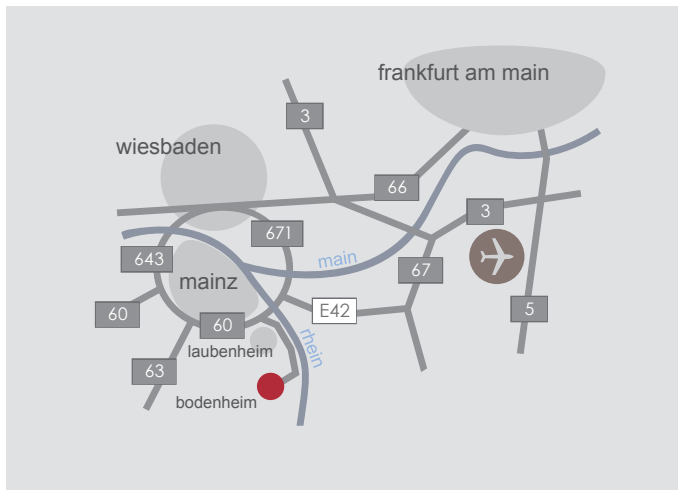 frankfurt am main
3
wiesbaden
66
3
671
643
main
67
mainz
60
E42
5
60
rhein
laubenheim
63
bodenheim